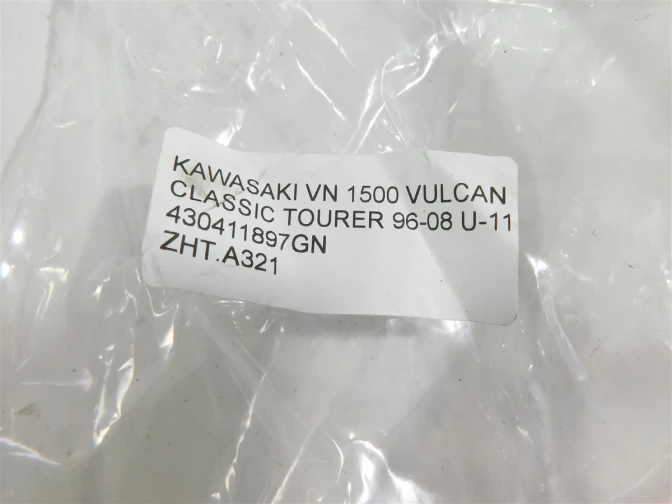 KAWASAKI VN 1500 VULCAN
CLASSIC TOURER 96-08 U-11
430411897GN
ZHT.A321